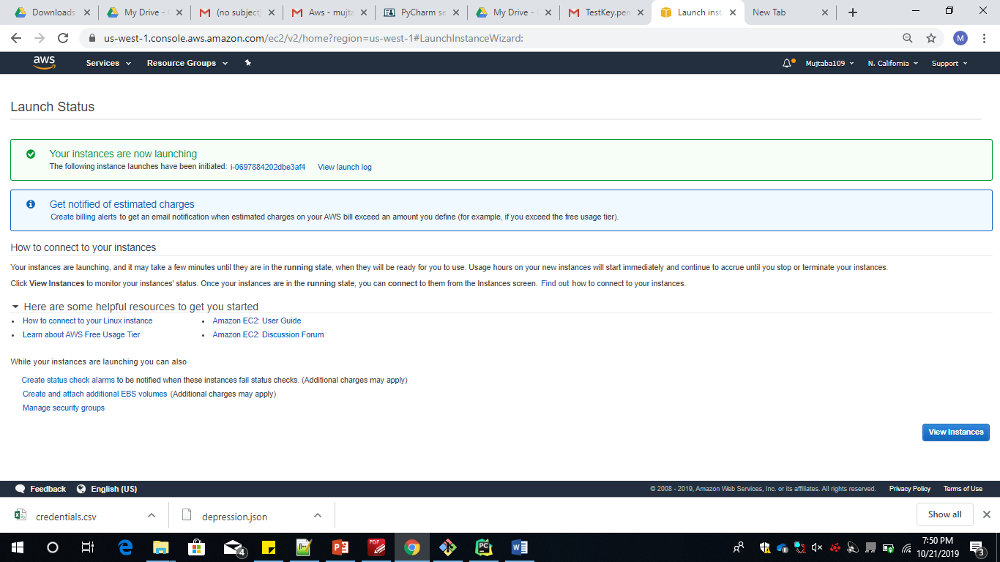 Downloads
My Drive -
(no subject)
Aws - mujta
PyCharm se
My Drive -
TestKey.pem
Launch inst
New Tab
us-west-1.console.aws.amazon.com/ec2/v2/home?region=us-west-1#LaunchInstanceWizard:
M
aws
Services
Resource Groups
Mujtaba109
N. California
Support
Launch Status
Your instances are now launching
The following instance launches have been initiated: i-0697884202dbe3af4 View launch log
Get notified of estimated charges
Create billing alerts to get an email notification when estimated charges on your AWS bill exceed an amount you define (for example, if you exceed the free usage tier).
How to connect to your instances
Your instances are launching, and it may take a few minutes until they are in the running state, when they will be ready for you to use. Usage hours on your new instances will start immediately and continue to accrue until you stop or terminate your instances.
Click View Instances to monitor your instances' status. Once your instances are in the running state, you can connect to them from the Instances screen. Find out how to connect to your instances.
Here are some helpful resources to get you started
• How to connect to your Linux instance
• Amazon EC2: User Guide
• Learn about AWS Free Usage Tier
• Amazon EC2: Discussion Forum
While your instances are launching you can also
Create status check alarms to be notified when these instances fail status checks. (Additional charges may apply)
Create and attach additional EBS volumes (Additional charges may apply)
Manage security groups
View Instances
Feedback
English (US)
© 2008 - 2019, Amazon Web Services, Inc. or its affiliates. All rights reserved.
Privacy Policy
Terms of Use
credentials.csv
depression.json
Show all
4
PDF
PC
7:50 PM
10/21/2019
3